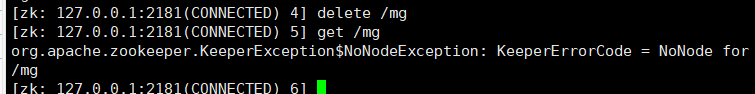 [zk: 127.0.0.1:2181(CONNECTED) 4] delete /mg
[zk: 127.0.0.1:2181(CONNECTED) 5] get /mg
org.apache.zookeeper.KeeperException$NoNodeException: KeeperErrorCode = NoNode for
/mg
[zk: 127.0.0.1:2181(CONNECTED) 6]